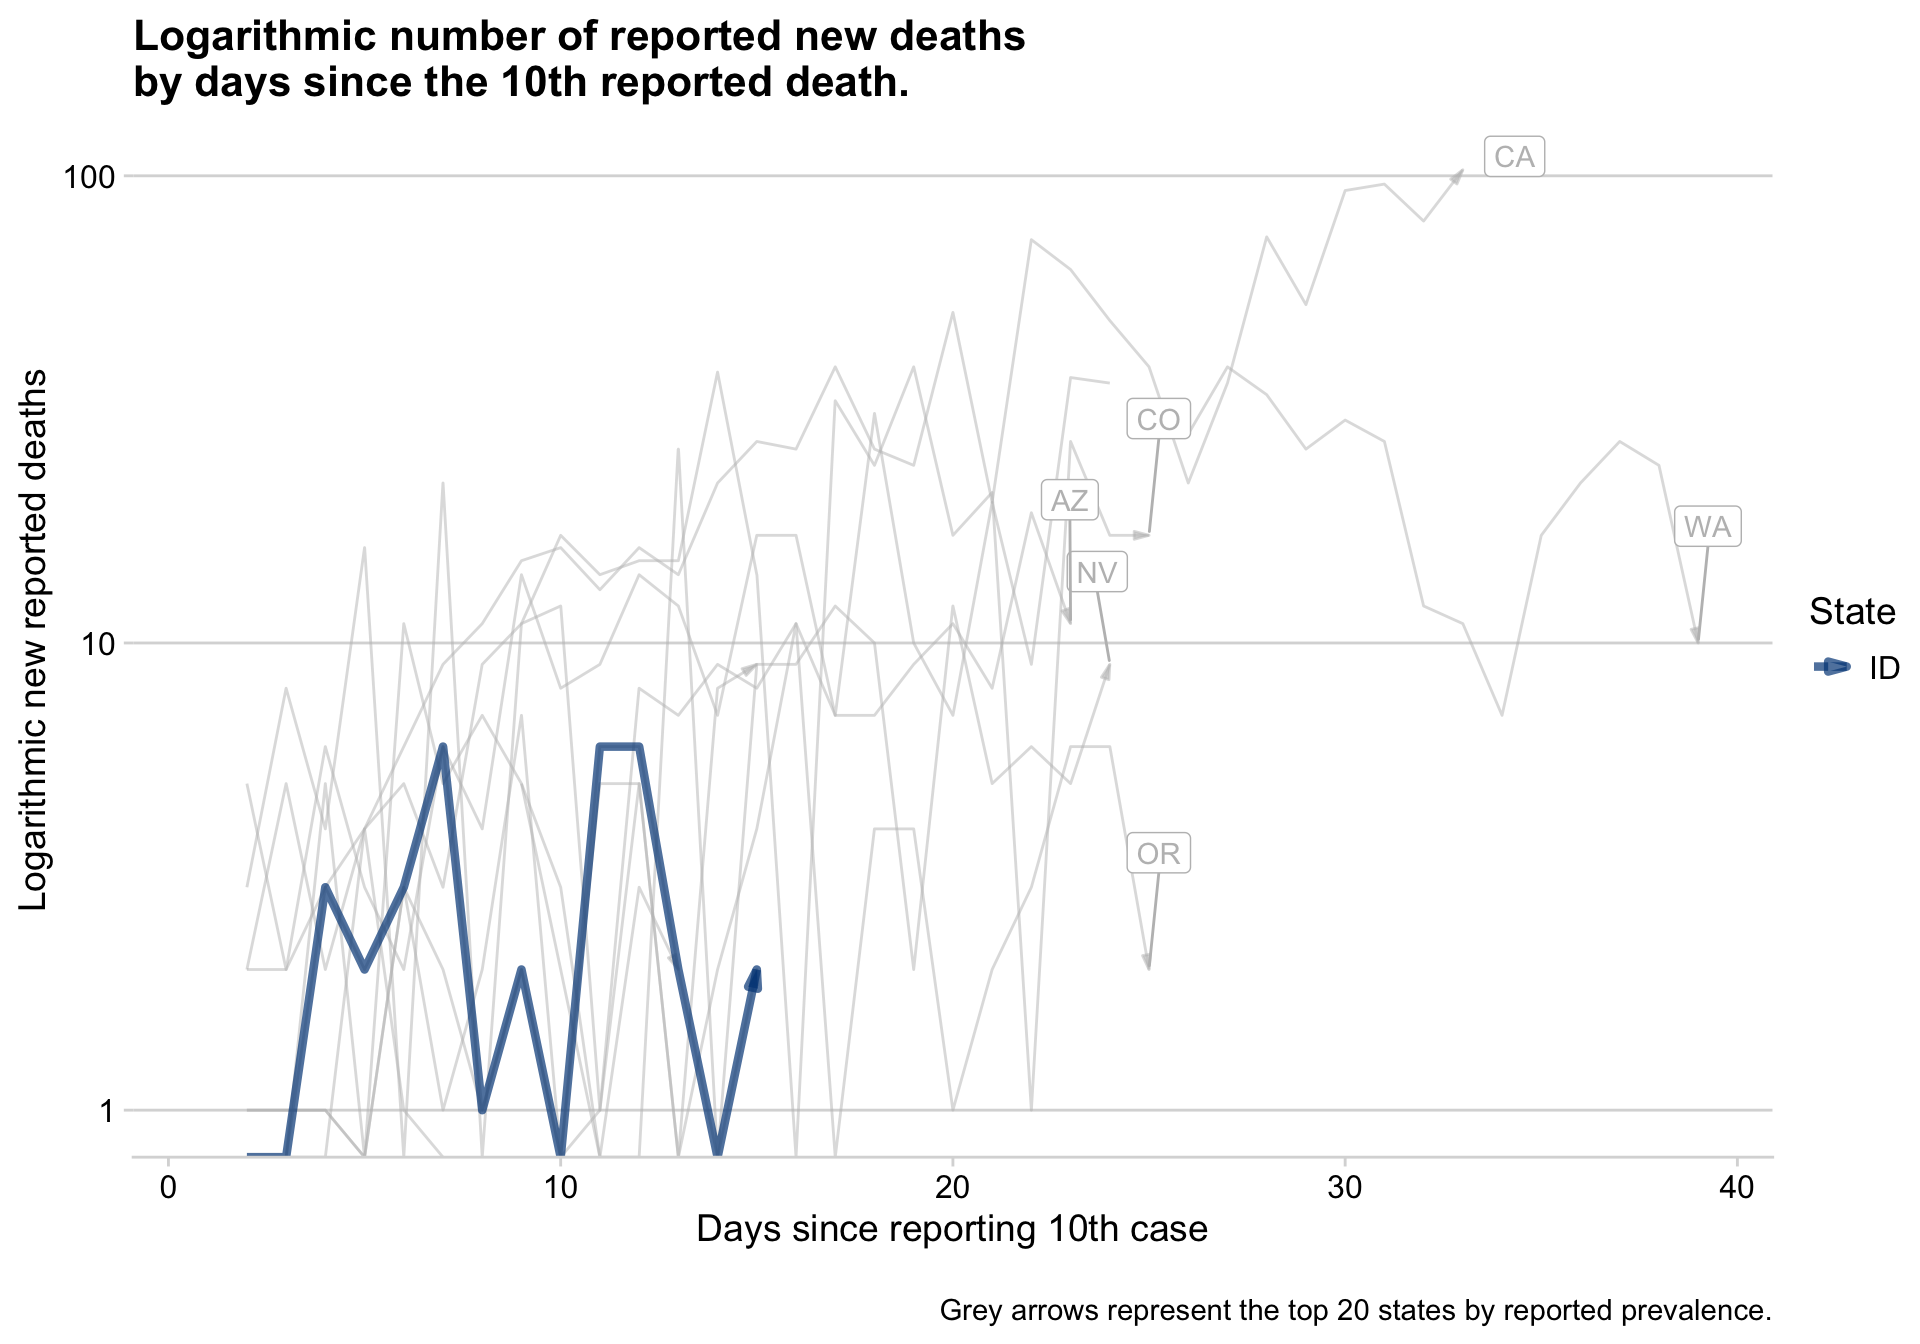 Logarithmic number of reported new deaths
by days since the 10th reported death.
Logarithmic new reported deaths
100
10
1
CA
CO
AZ
NV
WA
OR
State
ID
0
10
20
30
40
Days since reporting 10th case
Grey arrows represent the top 20 states by reported prevalence.